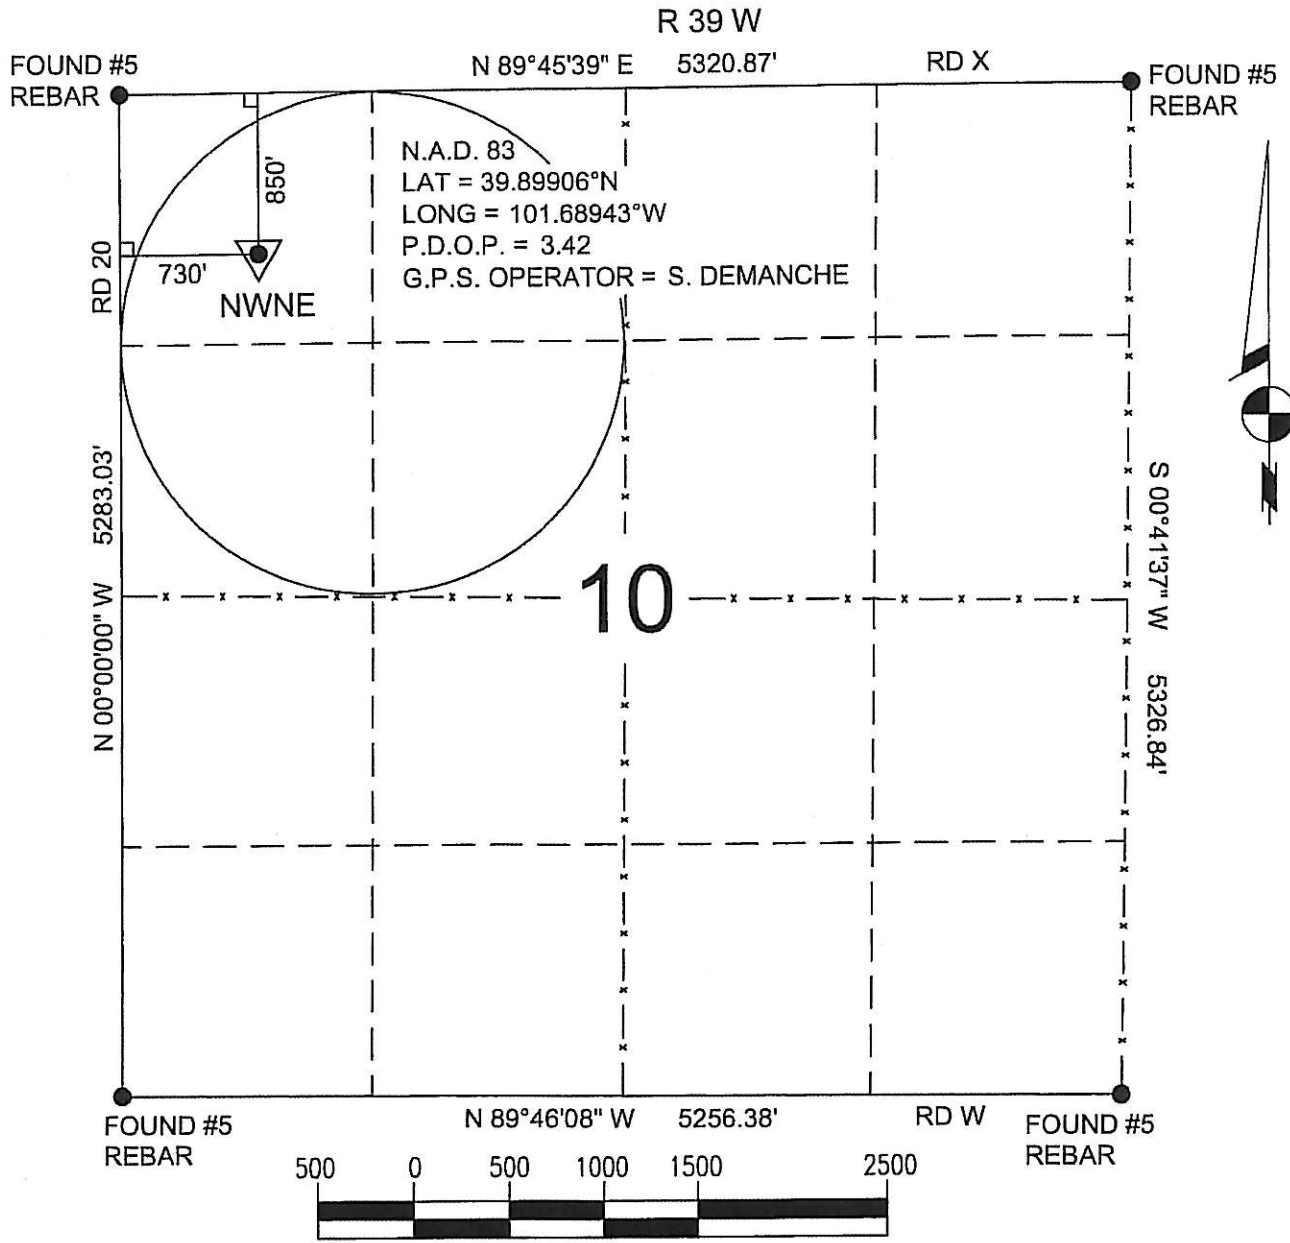 R 39 W
FOUND #5
REBAR
N 89°45'39" E 5320.87' RD X
FOUND #5
REBAR
850'
N.A.D. 83
LAT = 39.89906°N
LONG = 101.68943°W
P.D.O.P. = 3.42
G.P.S. OPERATOR = S. DEMANCHE
RD 20
730'
NWNE
N 00°00'00" W 5283.03'
10
S 00°41'37" W 5326.84'
FOUND #5
REBAR
N 89°46'08" W 5256.38' RD W
FOUND #5
REBAR
500 0 500 1000 1500 2500